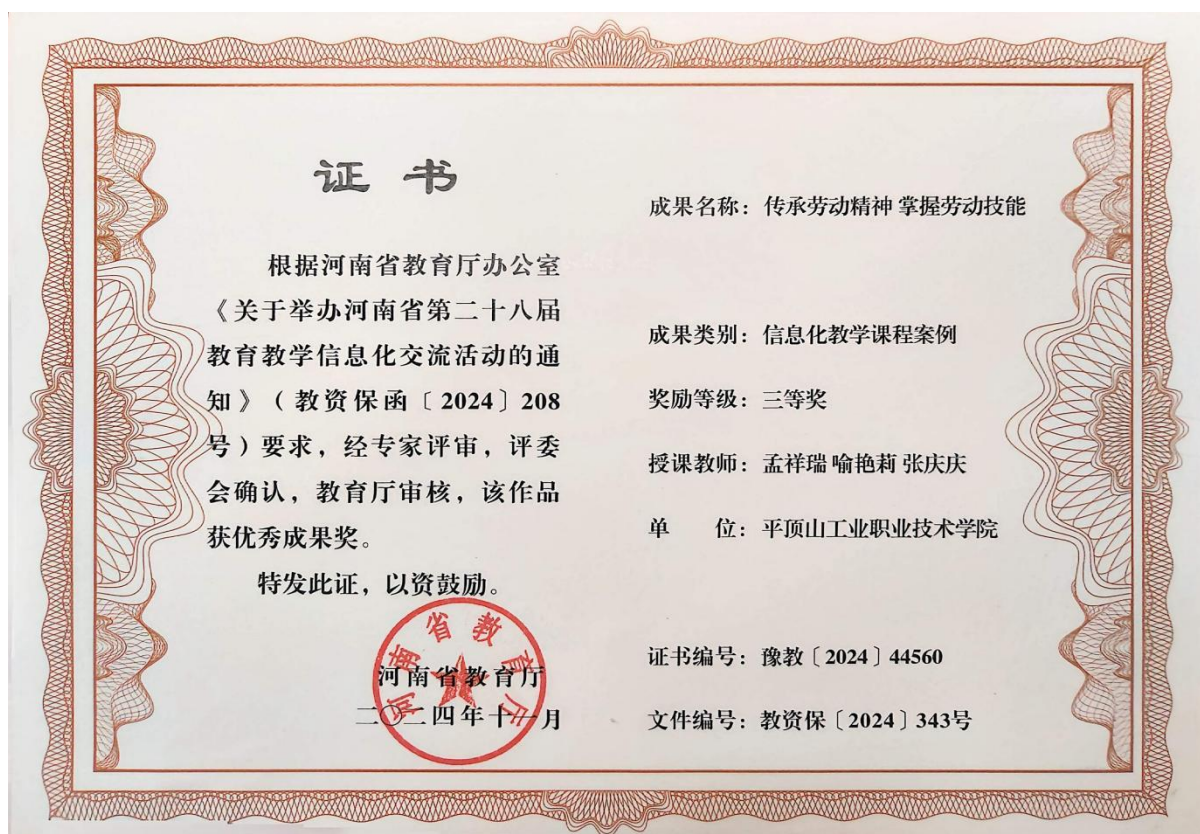 证 书
根据河南省教育厅办公室
《关于举办河南省第二十八届
教育教学信息化交流活动的通
知》（教资保函〔2024〕208
号）要求，经专家评审，评委
会确认，教育厅审核，该作品
获优秀成果奖。
特发此证，以资鼓励。
河南省教育厅
河南省教育厅
二〇二四年十一月
成果名称：传承劳动精神 掌握劳动技能
成果类别：信息化教学课程案例
奖励等级：三等奖
授课教师：孟祥瑞 喻艳莉 张庆庆
单 位：平顶山工业职业技术学院
证书编号：豫教〔2024〕44560
文件编号：教资保〔2024〕343号